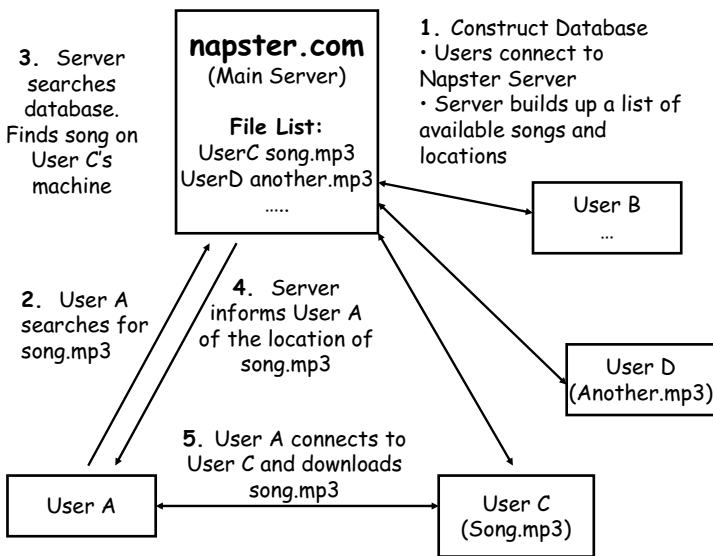 3. Server
searches
database.
Finds song on
User C's
machine
napster.com
(Main Server)
File List:
UserC song.mp3
UserD another.mp3
…..
1. Construct Database
• Users connect to
Napster Server
• Server builds up a list of
available songs and
locations
User B
…
2. User A
searches for
song.mp3
4. Server
informs User A
of the location of
song.mp3
User D
(Another.mp3)
5. User A connects to
User C and downloads
song.mp3
User A
User C
(Song.mp3)